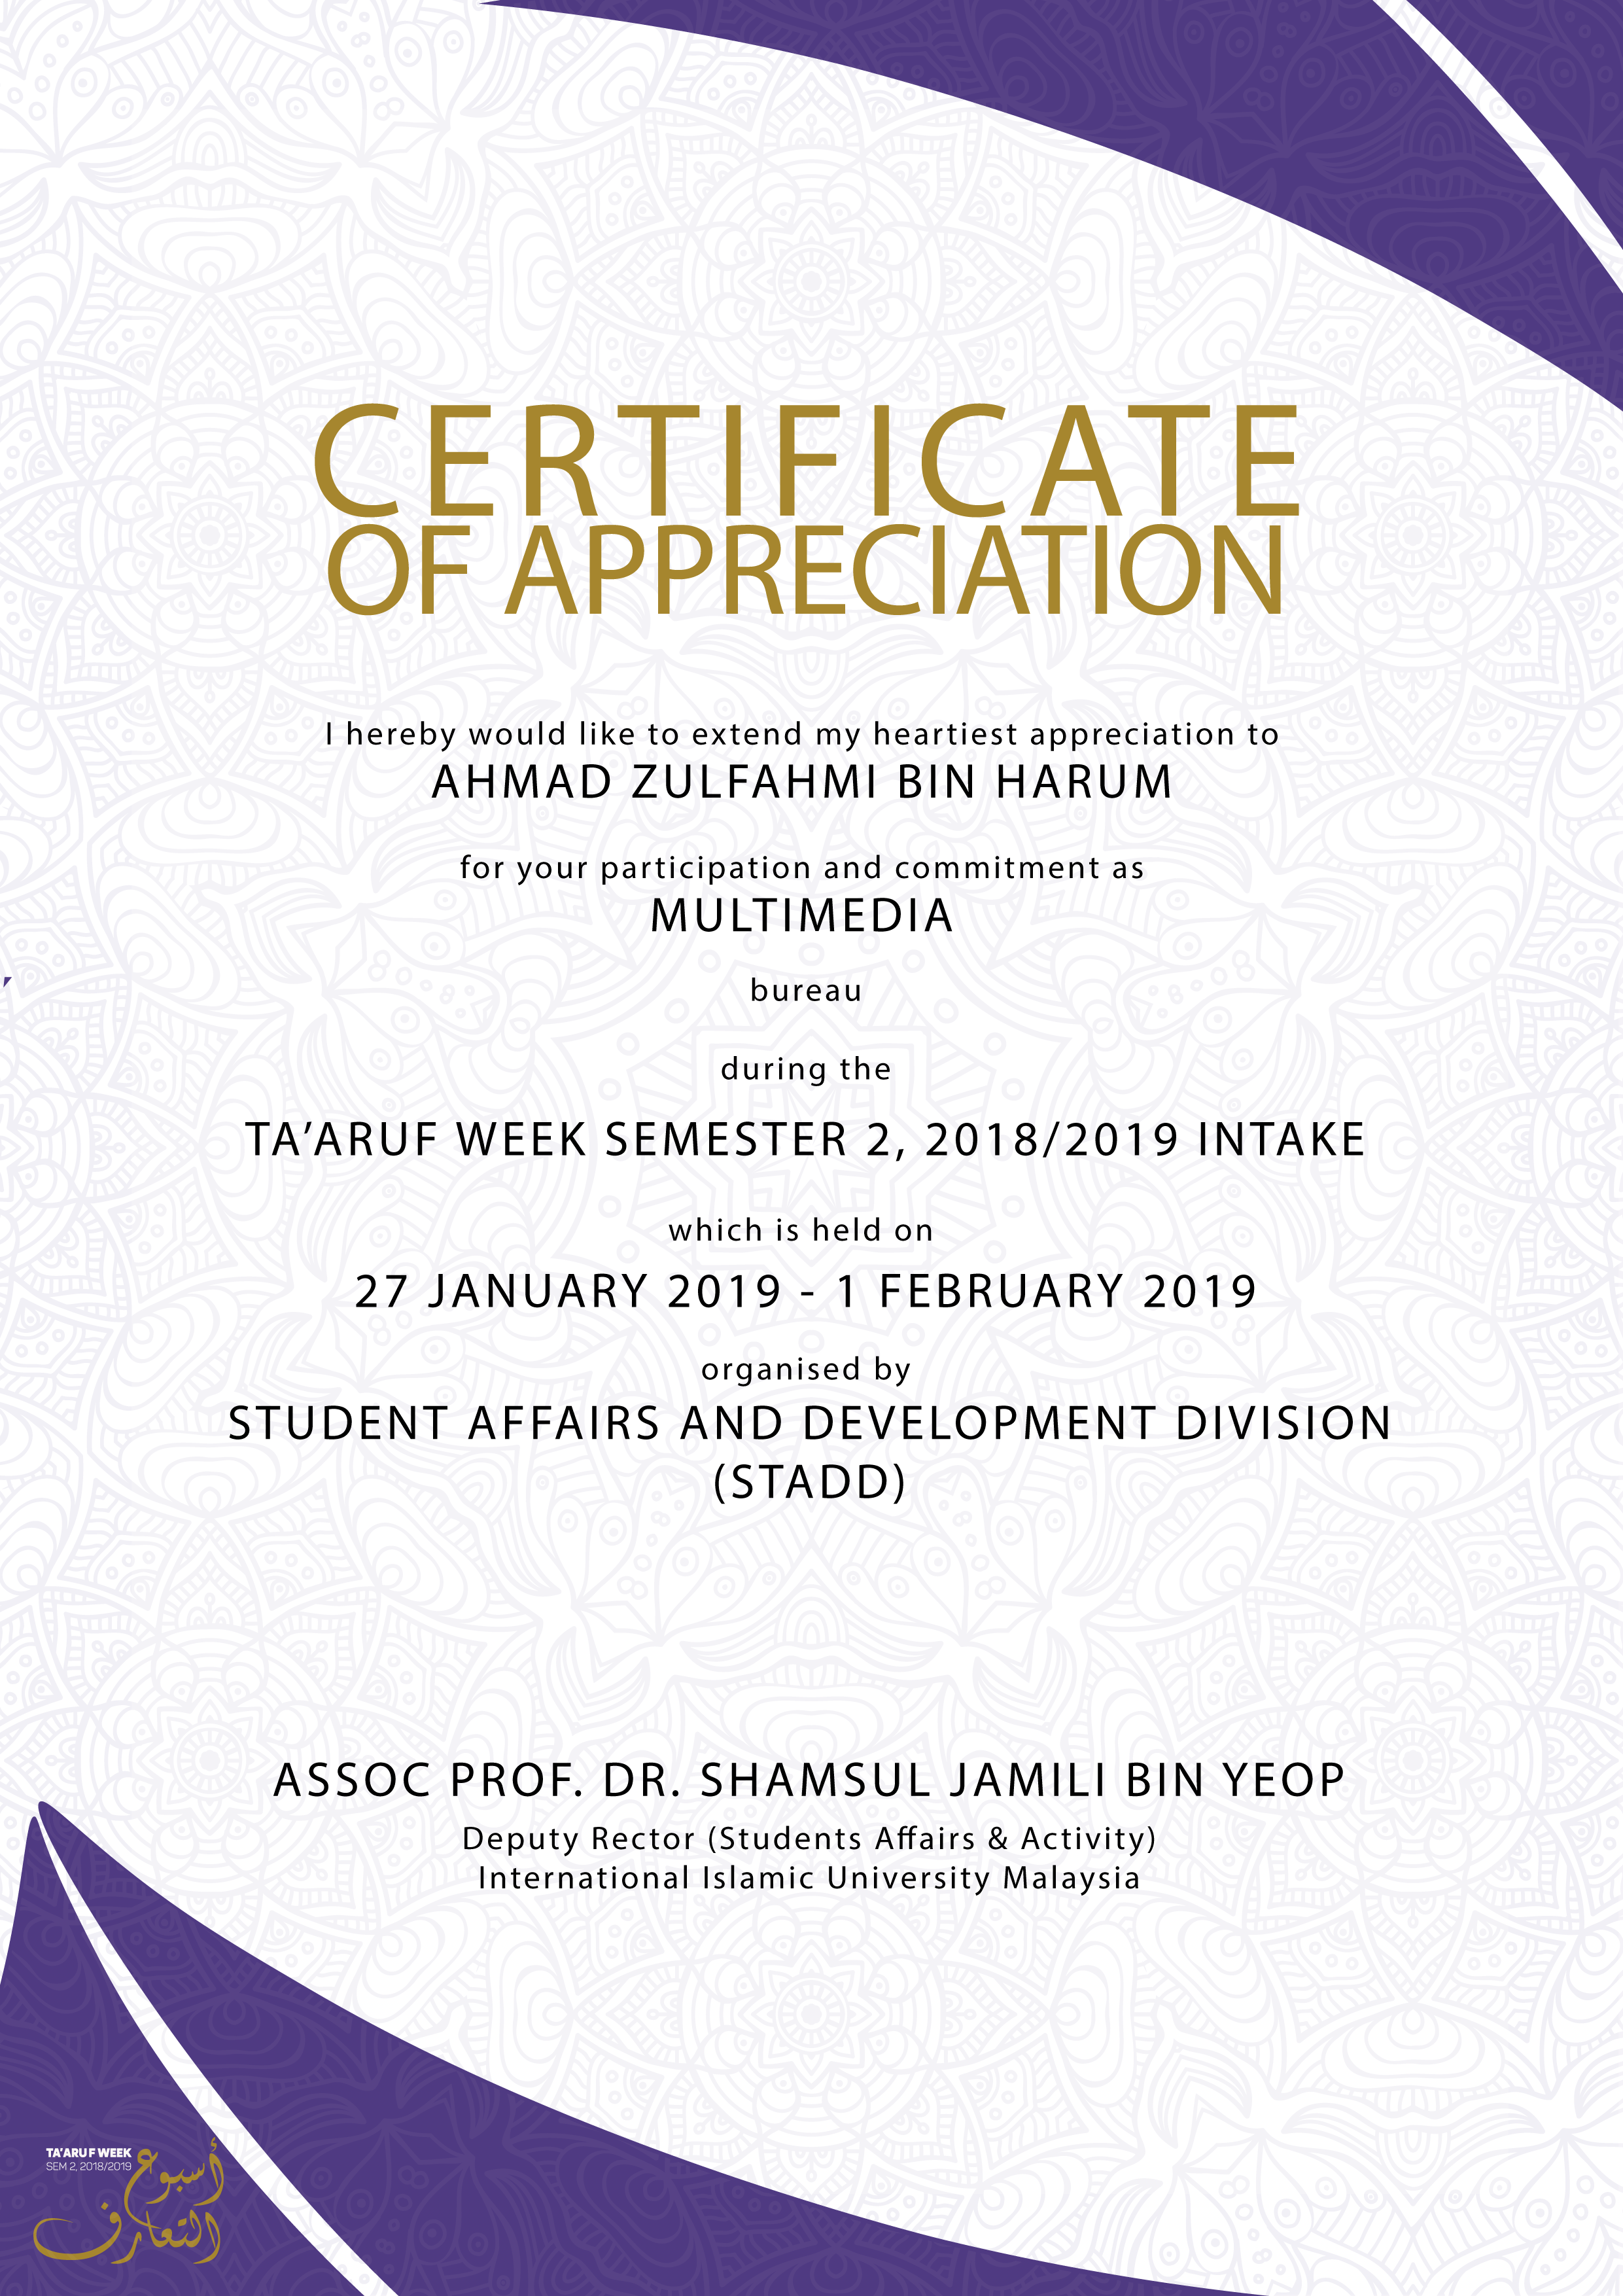 CERTIFICATE
OF APPRECIATION
I hereby would like to extend my heartiest appreciation to
AHMAD ZULFAHMI BIN HARUM
for your participation and commitment as
MULTIMEDIA
bureau
during the
TA’ARUF WEEK SEMESTER 2, 2018/2019 INTAKE
which is held on
27 JANUARY 2019 - 1 FEBRUARY 2019
organised by
STUDENT AFFAIRS AND DEVELOPMENT DIVISION
(STADD)
ASSOC PROF. DR. SHAMSUL JAMILI BIN YEOP
Deputy Rector (Students Affairs & Activity)
International Islamic University Malaysia
TA’ARUF WEEK
SEM 2, 2018/2019
أسبوع
التعارف